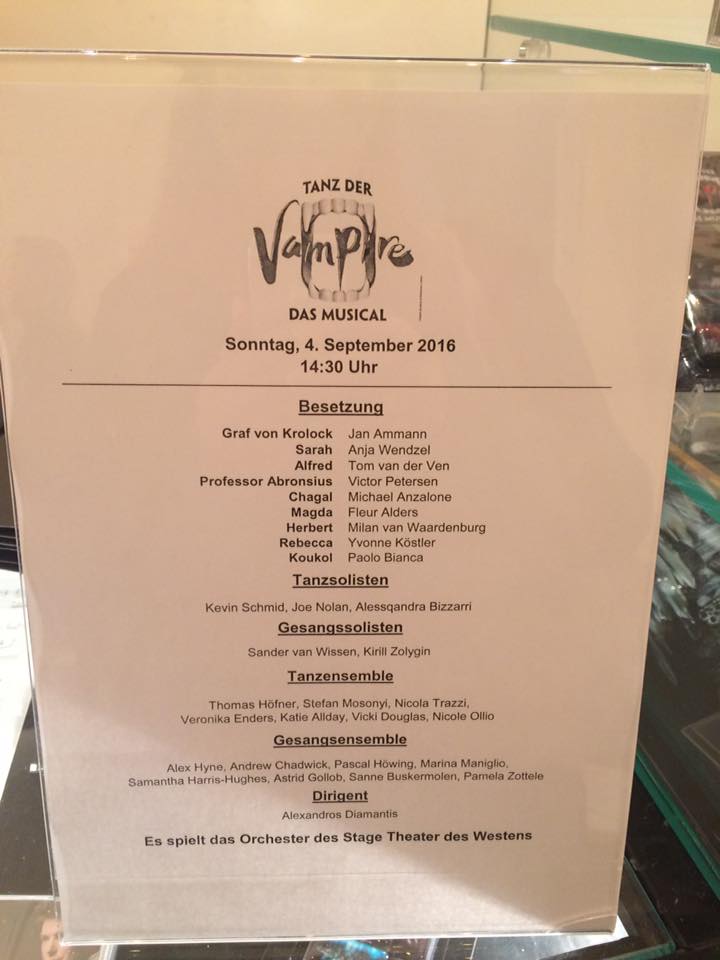 TANZ DER
Vampire
DAS MUSICAL
Sonntag, 4. September 2016
14:30 Uhr
Besetzung
Graf von Krolock Jan Ammann
Sarah Anja Wendzel
Alfred Tom van der Ven
Professor Abronsius Victor Petersen
Chagal Michael Anzalone
Magda Fleur Alders
Herbert Milan van Waardenburg
Rebecca Yvonne Köstler
Koukol Paolo Bianca
Tanzsolisten
Kevin Schmid, Joe Nolan, Alessqandra Bizzarri
Gesangssolisten
Sander van Wissen, Kirill Zolygin
Tanzensemble
Thomas Höfner, Stefan Mosonyi, Nicola Trazzi,
Veronika Enders, Katie Allday, Vicki Douglas, Nicole Ollio
Gesangsensemble
Alex Hyne, Andrew Chadwick, Pascal Höwing, Marina Maniglio,
Samantha Harris-Hughes, Astrid Gollob, Sanne Buskermolen, Pamela Zottele
Dirigent
Alexandros Diamantis
Es spielt das Orchester des Stage Theater des Westens